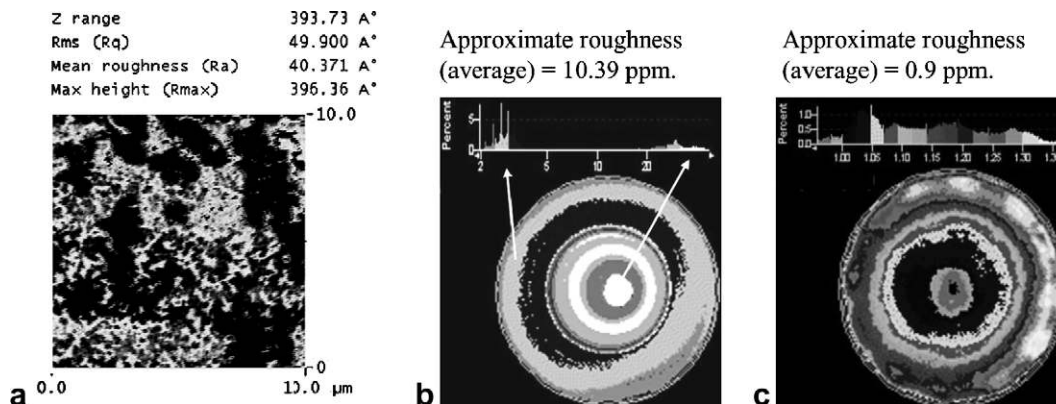 Z range 393.73 A°
Rms (Rq) 49.900 A°
Mean roughness (Ra) 40.371 A°
Max height (Rmax) 396.36 A°
10.0
0
0.0 10.0 µm
a
Approximate roughness
(average) = 10.39 ppm.
Percent
5
0
2 5 10 20
b
Approximate roughness
(average) = 0.9 ppm.
Percent
1.0
0.5
0.0
1.00 1.05 1.10 1.15 1.20 1.25 1.30
c